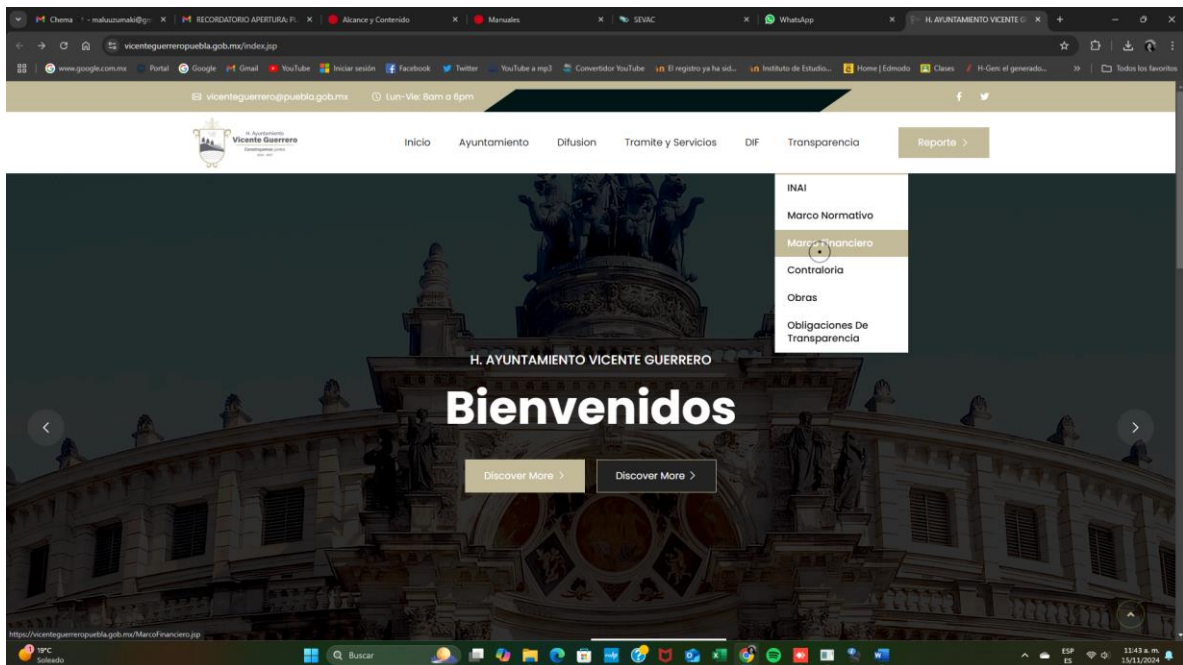 Chema
maluuzumaki@g
RECORDATORIO APERTURA: PL
Alcance y Contenido
Manuales
SEVAC
WhatsApp
H. AYUNTAMIENTO VICENTE G
vicenteguerreropuebla.gob.mx/index.jsp
www.google.com.mx
Portal
Google
Gmail
YouTube
Iniciar sesión
Facebook
Twitter
YouTube a mp3
Convertidor YouTube
El registro ya ha sid...
Instituto de Estudio...
Home | Edmodo
Clases
H-Gen: el generado...
Todos los favoritos
vicenteguerrero@puebla.gob.mx
Lun-Vie: 8am a 6pm
H. Ayuntamiento
Vicente Guerrero
Inicio
Ayuntamiento
Difusion
Tramite y Servicios
DIF
Transparencia
Reporte >
INAI
Marco Normativo
Marco Financiero
Contraloria
Obras
Obligaciones De
Transparencia
H. AYUNTAMIENTO VICENTE GUERRERO
Bienvenidos
Discover More >
Discover More >
https://vicenteguerreropuebla.gob.mx/MarcoFinanciero.jsp
19°C
Soleado
Buscar
ESP
ES
11:43 a. m.
15/11/2024